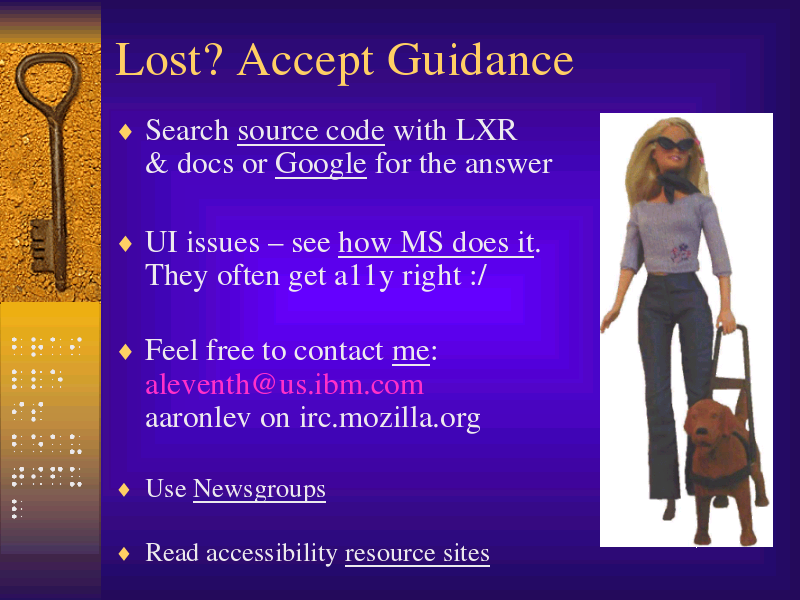 Lost? Accept Guidance
♦ Search source code with LXR
& docs or Google for the answer
♦ UI issues – see how MS does it.
They often get a11y right :/
♦ Feel free to contact me:
aleventh@us.ibm.com
aaronlev on irc.mozilla.org
♦ Use Newsgroups
♦ Read accessibility resource sites